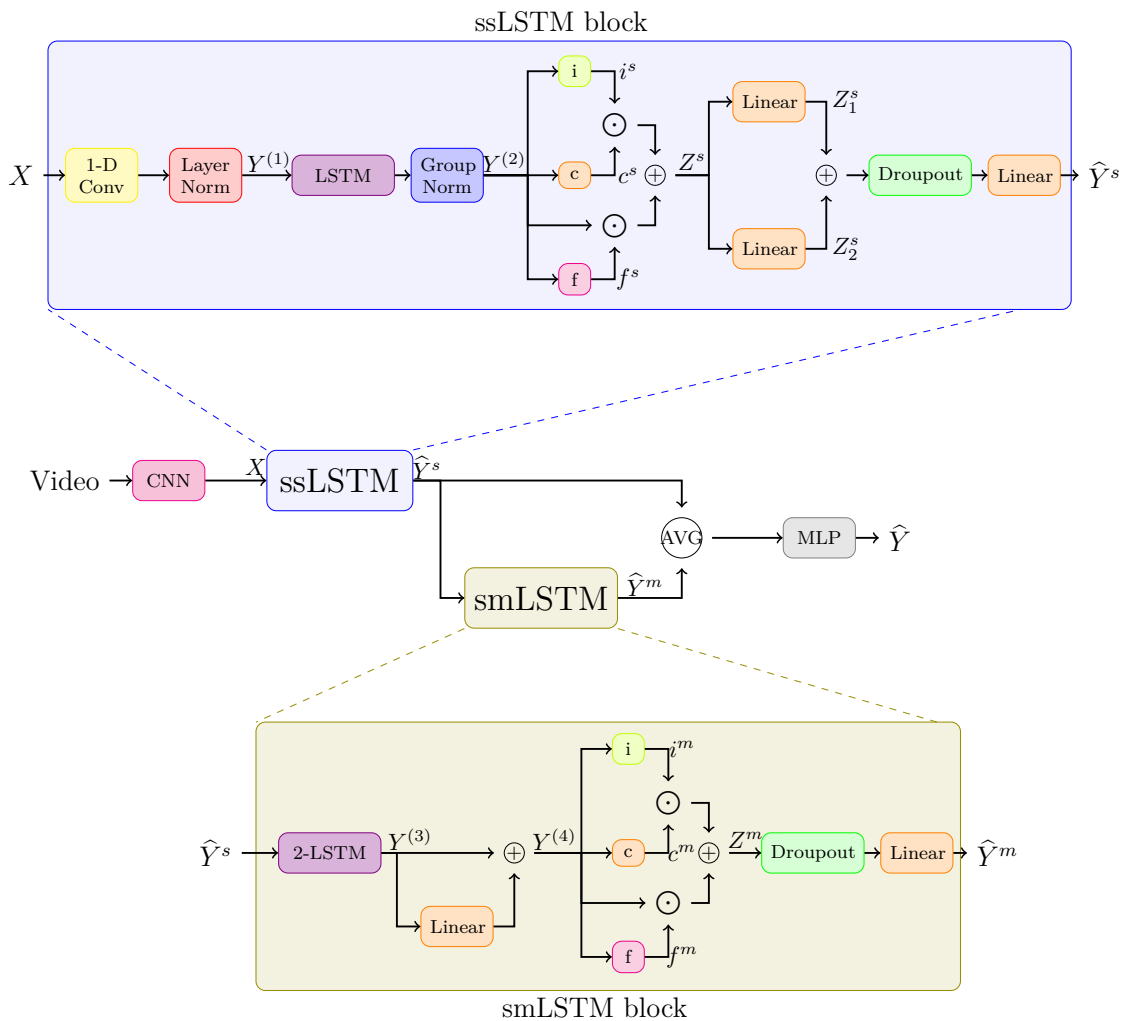 ssLSTM block
i
i^s
Linear
Z_1^s
⊙
X
1-D
Conv
Layer
Norm
Y^(1)
LSTM
Group
Norm
Y^(2)
c
c^s
⊕
Z^s
⊕
Droupout
Linear
Ŷ^s
⊙
Linear
Z_2^s
f
f^s
Video
CNN
X
ssLSTM
Ŷ^s
AVG
MLP
Ŷ
smLSTM
Ŷ^m
i
i^m
⊙
Ŷ^s
2-LSTM
Y^(3)
⊕
Y^(4)
c
c^m
⊕
Z^m
Droupout
Linear
Ŷ^m
⊙
Linear
f
f^m
smLSTM block